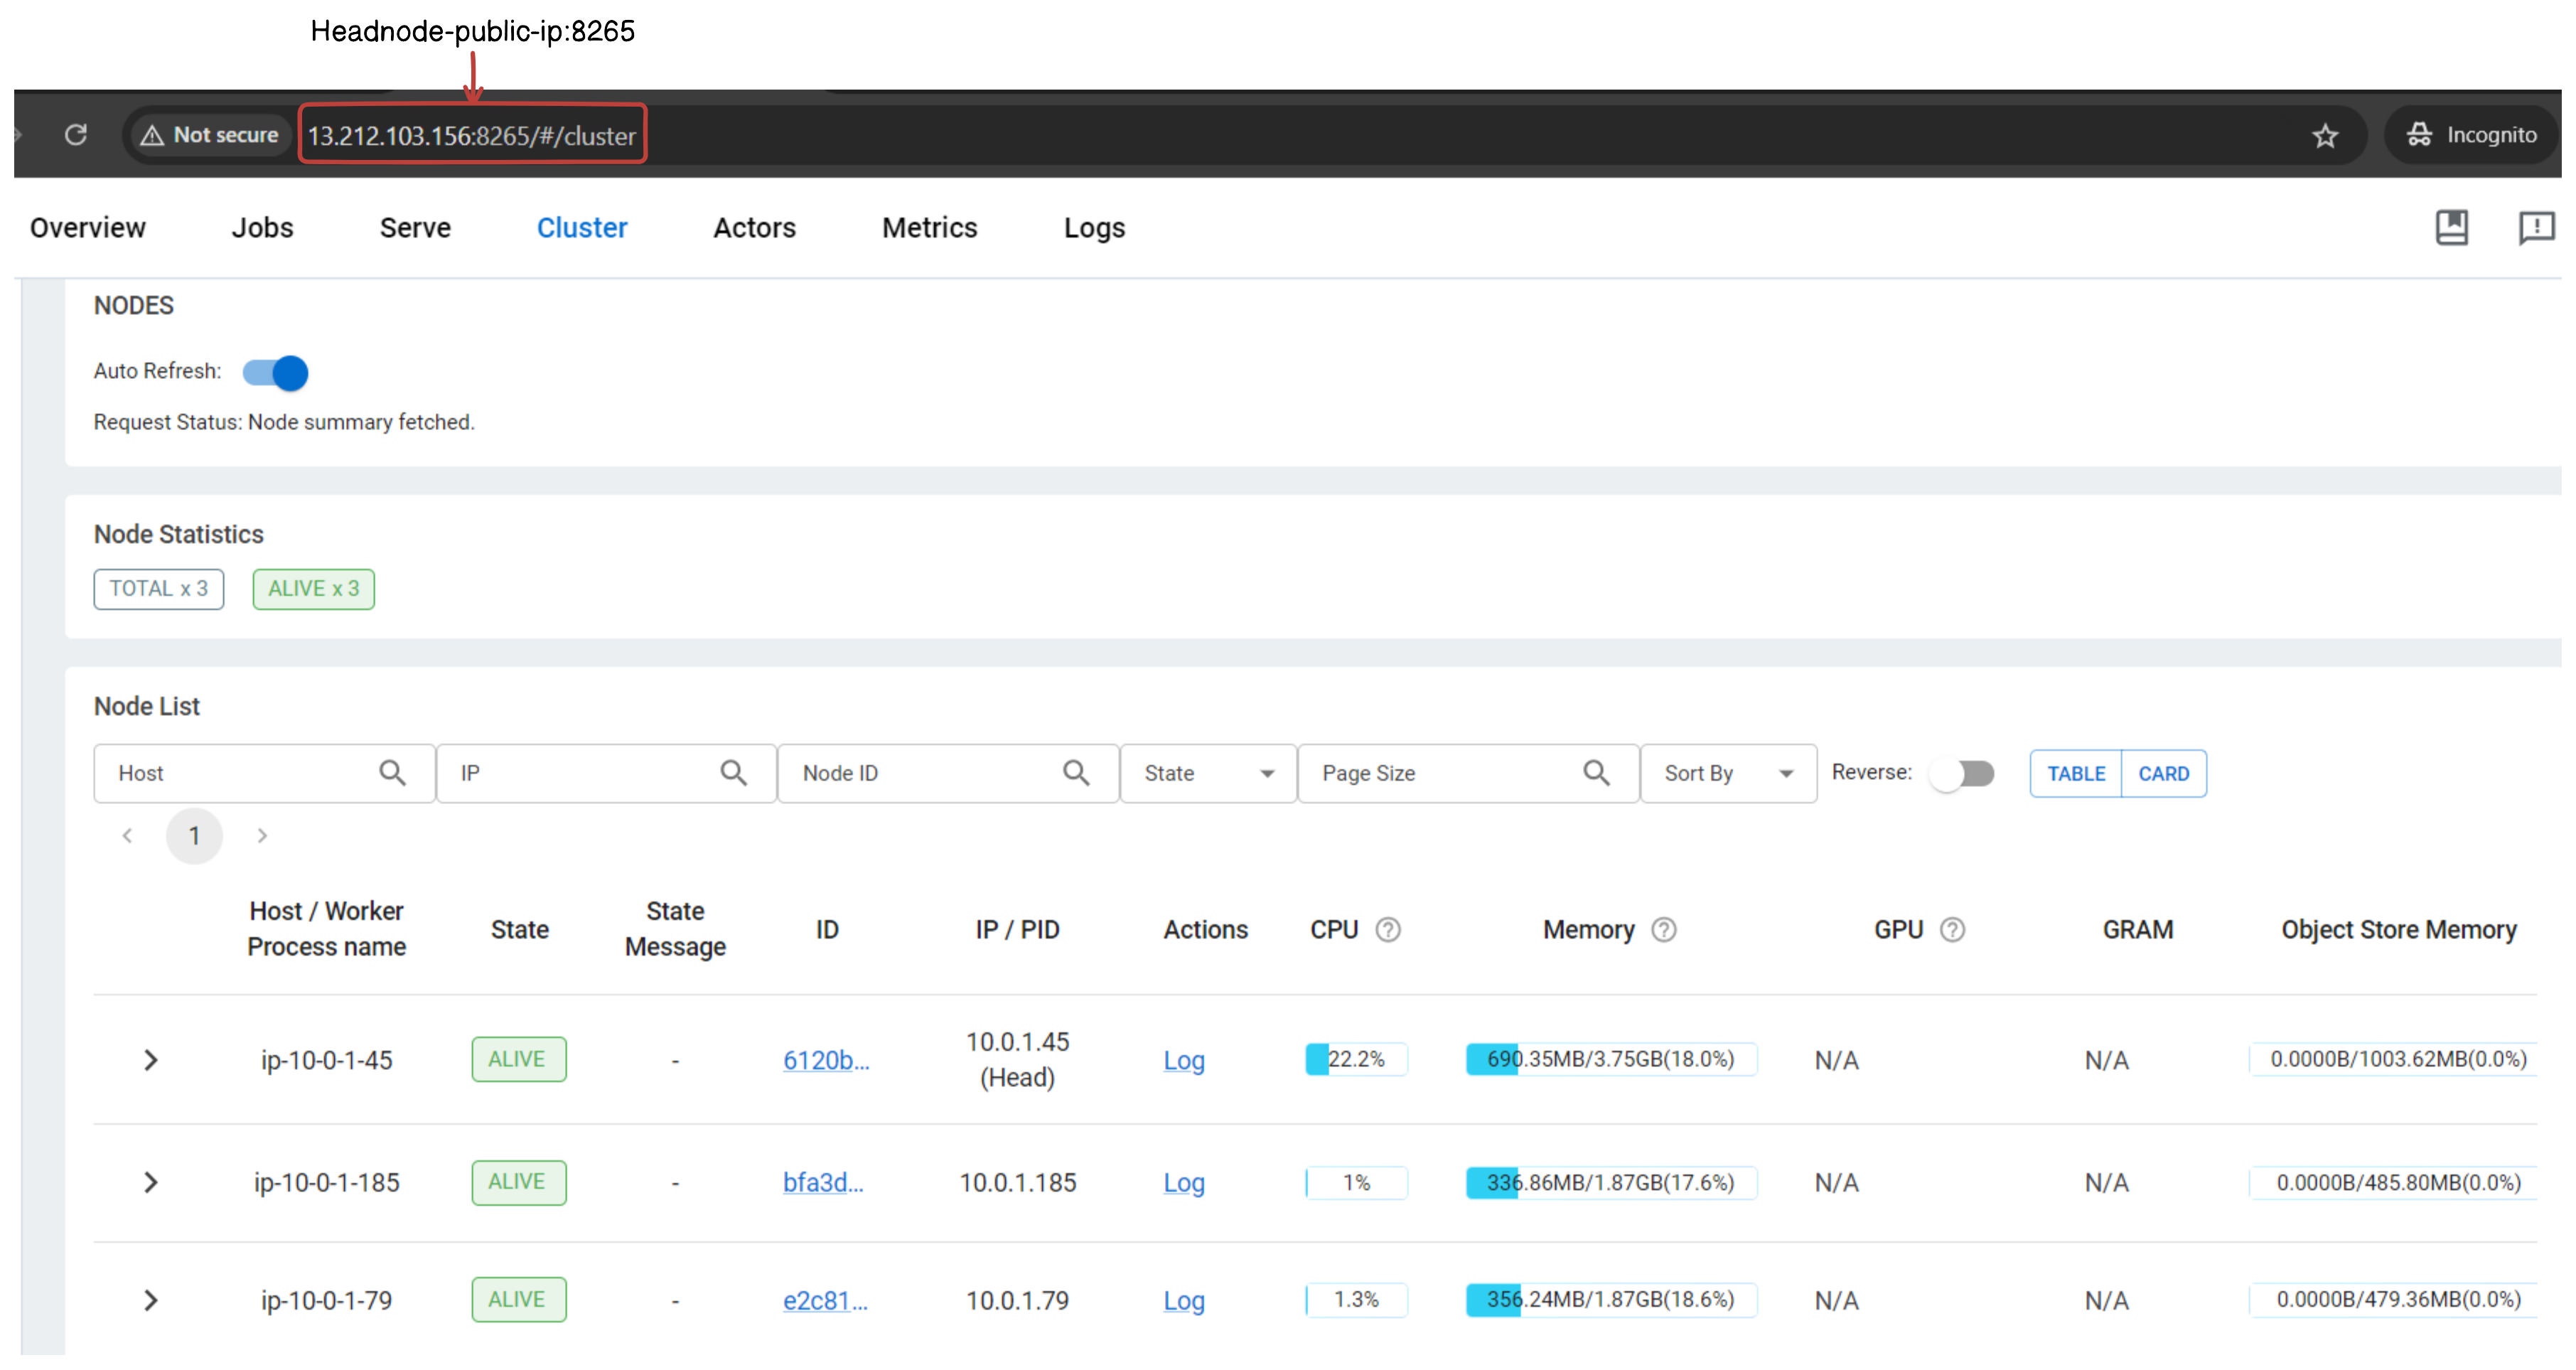 Headnode-public-ip:8265
Not secure 13.212.103.156:8265/#/cluster Incognito
Overview Jobs Serve Cluster Actors Metrics Logs
NODES
Auto Refresh:
Request Status: Node summary fetched.
Node Statistics
TOTAL x 3 ALIVE x 3
Node List
Host IP Node ID State Page Size Sort By Reverse: TABLE CARD
1
Host / Worker Process name State State Message ID IP / PID Actions CPU Memory GPU GRAM Object Store Memory
ip-10-0-1-45 ALIVE - 6120b... 10.0.1.45 (Head) Log 22.2% 690.35MB/3.75GB(18.0%) N/A N/A 0.0000B/1003.62MB(0.0%)
ip-10-0-1-185 ALIVE - bfa3d... 10.0.1.185 Log 1% 336.86MB/1.87GB(17.6%) N/A N/A 0.0000B/485.80MB(0.0%)
ip-10-0-1-79 ALIVE - e2c81... 10.0.1.79 Log 1.3% 356.24MB/1.87GB(18.6%) N/A N/A 0.0000B/479.36MB(0.0%)